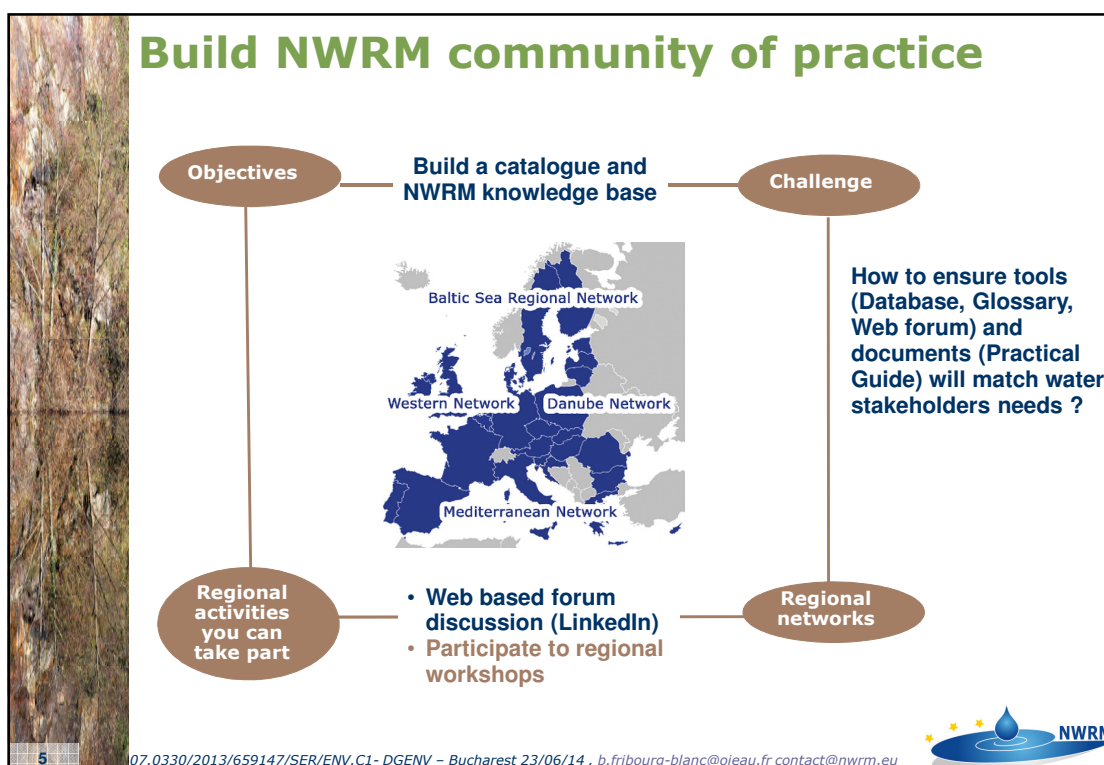 Build NWRM community of practice
Objectives
Build a catalogue and
NWRM knowledge base
Challenge
Baltic Sea Regional Network
Western Network
Danube Network
Mediterranean Network
How to ensure tools
(Database, Glossary,
Web forum) and
documents (Practical
Guide) will match water
stakeholders needs ?
Regional
activities
you can
take part
• Web based forum
discussion (LinkedIn)
• Participate to regional
workshops
Regional
networks
NWRM
5
07.0330/2013/659147/SER/ENV.C1- DGENV – Bucharest 23/06/14 , b.fribourg-blanc@oieau.fr contact@nwrm.eu